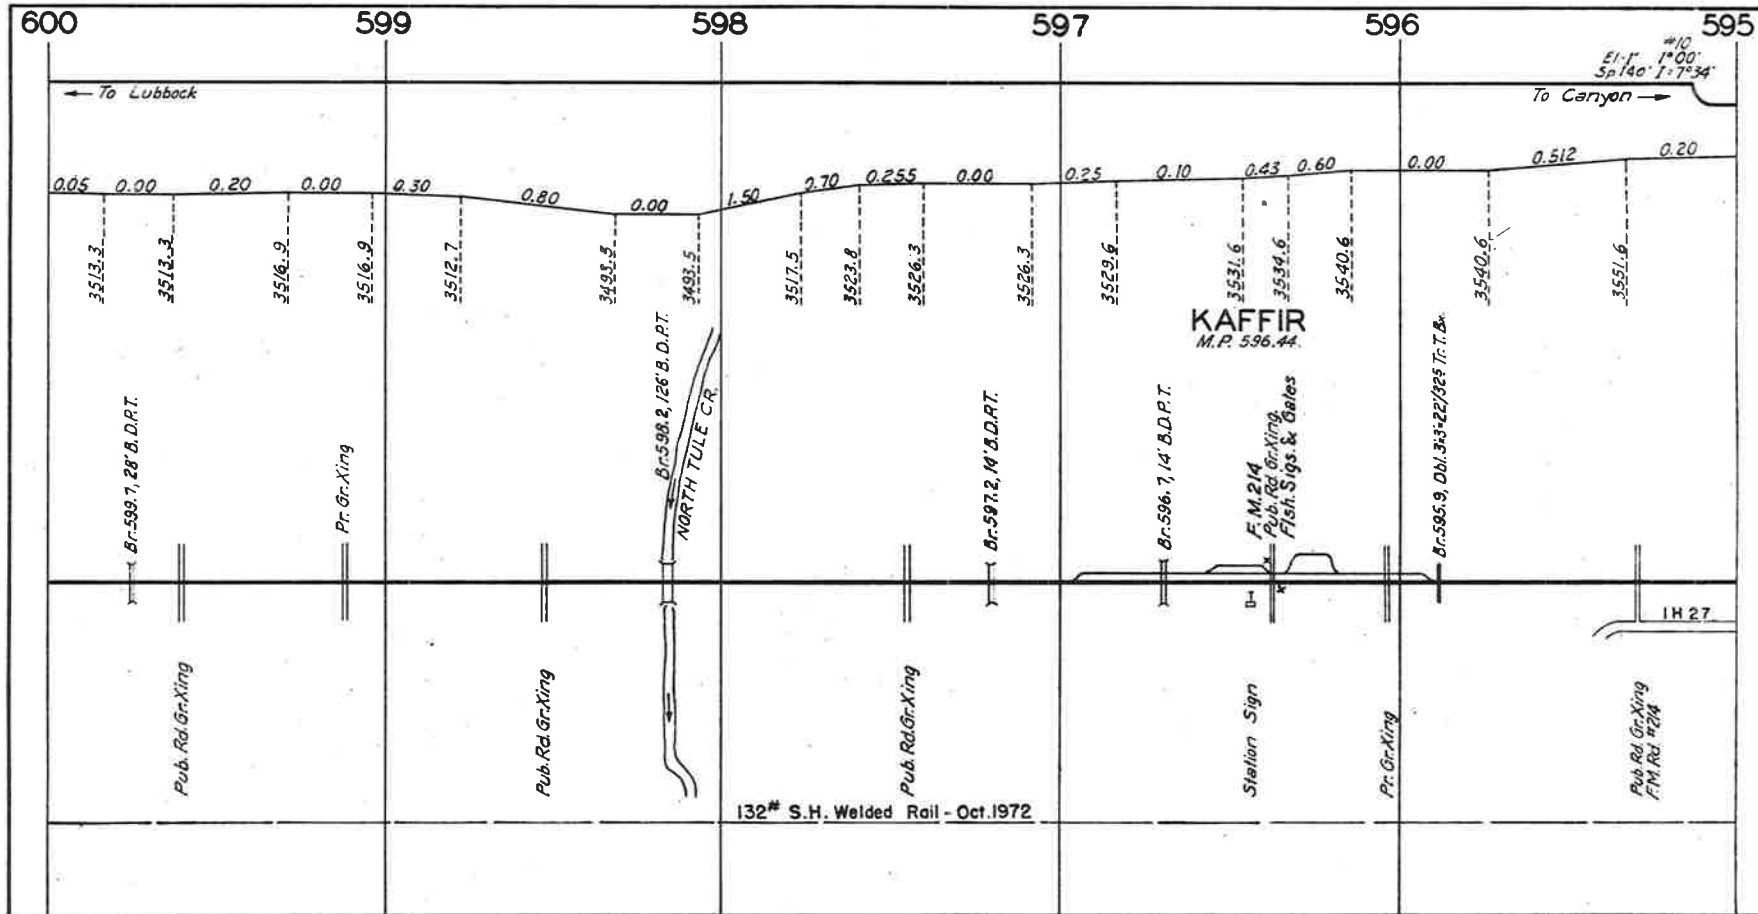 600 599 598 597 596 595
#10
El-1" 1°00'
Sp140' I=7°34'
← To Lubbock
To Canyon →
0.05 0.00 0.20 0.00 0.30 0.80 0.00 1.50 0.70 0.255 0.00 0.25 0.10 0.43 0.60 0.00 0.512 0.20
3513.3
3513.3
3516.9
3516.9
3512.7
3493.5
3493.5
3517.5
3523.8
3526.3
3526.3
3529.6
3531.6
3534.6
3540.6
3540.6
3551.6
KAFFIR
M.P. 596.44.
Br.599.7, 28' B.D.P.T.
Pr. Gr. Xing
Br.598.2, 126' B.D.P.T.
NORTH TULE CR.
Br.597.2, 14' B.D.P.T.
Br.596.7, 14' B.D.P.T.
F.M.214
Pub. Rd. Gr. Xing.
Flsh. Sigs. & Gates
Br.595.9, Dbl. 3'x3'-22'/32' Tr. T. Bx.
IH 27
Pub. Rd. Gr. Xing
Pub. Rd. Gr. Xing
Pub. Rd. Gr. Xing
Station Sign
Pr. Gr. Xing
Pub. Rd. Gr. Xing
F.M. Rd. #214
132# S.H. Welded Rail - Oct. 1972